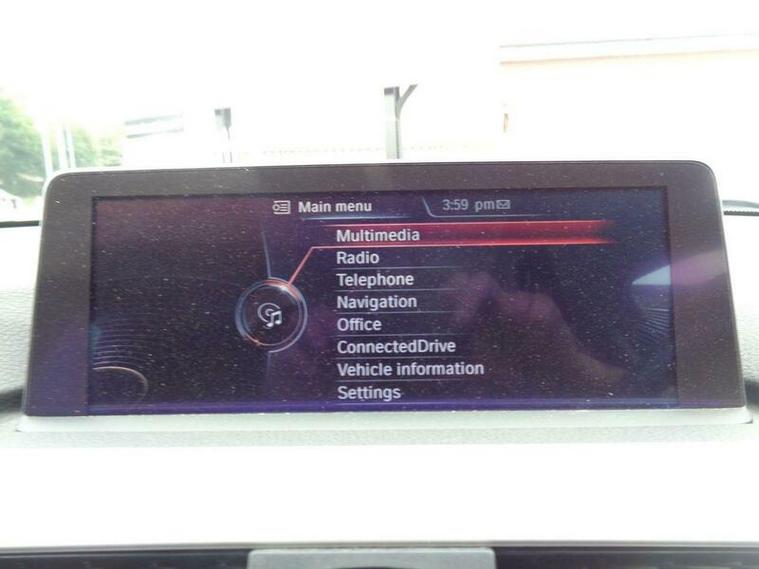 Main menu
3:59 pm
Multimedia
Radio
Telephone
Navigation
Office
ConnectedDrive
Vehicle information
Settings